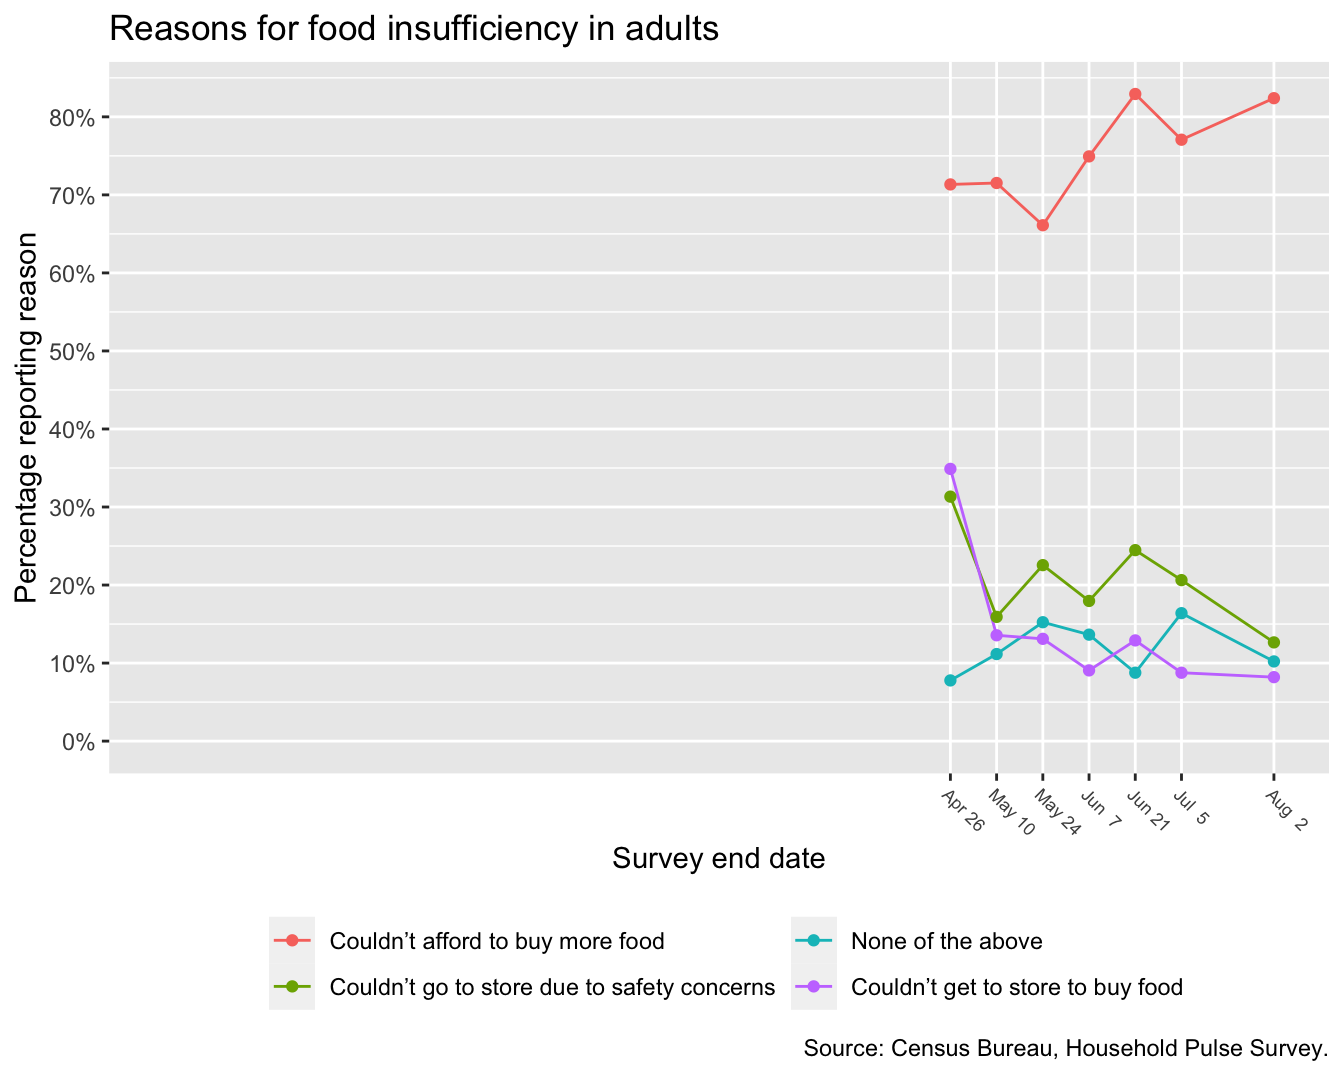 Reasons for food insufficiency in adults
Percentage reporting reason
80%
70%
60%
50%
40%
30%
20%
10%
0%
Apr 26
May 10
May 24
Jun 7
Jun 21
Jul 5
Aug 2
Survey end date
Couldn’t afford to buy more food
None of the above
Couldn’t go to store due to safety concerns
Couldn’t get to store to buy food
Source: Census Bureau, Household Pulse Survey.